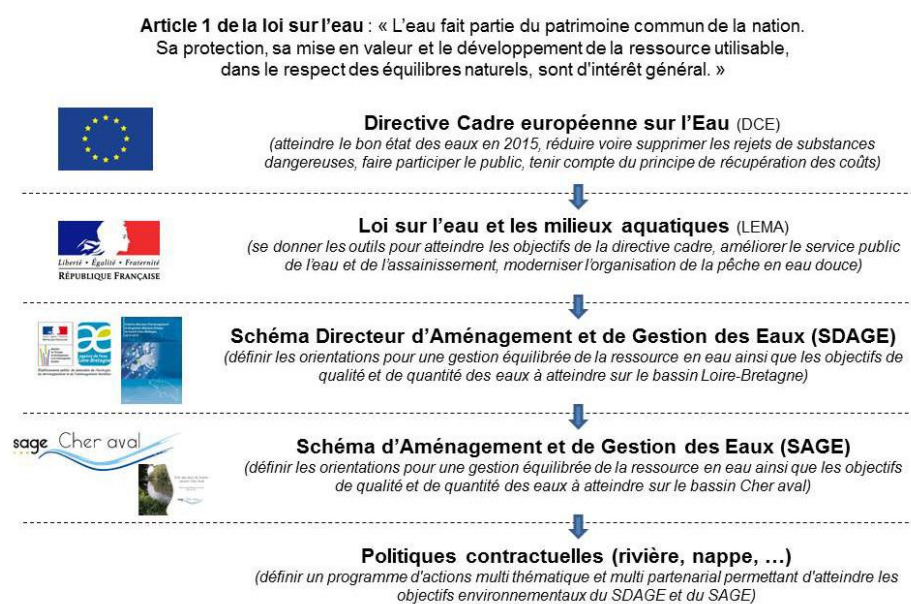 Article 1 de la loi sur l'eau : « L'eau fait partie du patrimoine commun de la nation.
Sa protection, sa mise en valeur et le développement de la ressource utilisable,
dans le respect des équilibres naturels, sont d'intérêt général. »
Directive Cadre européenne sur l'Eau (DCE)
(atteindre le bon état des eaux en 2015, réduire voire supprimer les rejets de substances
dangereuses, faire participer le public, tenir compte du principe de récupération des coûts)
Loi sur l'eau et les milieux aquatiques (LEMA)
(se donner les outils pour atteindre les objectifs de la directive cadre, améliorer le service public
de l'eau et de l'assainissement, moderniser l'organisation de la pêche en eau douce)
Liberté • Égalité • Fraternité
RÉPUBLIQUE FRANÇAISE
Schéma Directeur d'Aménagement et de Gestion des Eaux (SDAGE)
(définir les orientations pour une gestion équilibrée de la ressource en eau ainsi que les objectifs
de qualité et de quantité des eaux à atteindre sur le bassin Loire-Bretagne)
agence de l'eau
Loire-Bretagne
sage Cher aval
Schéma d'Aménagement et de Gestion des Eaux (SAGE)
(définir les orientations pour une gestion équilibrée de la ressource en eau ainsi que les objectifs
de qualité et de quantité des eaux à atteindre sur le bassin Cher aval)
Politiques contractuelles (rivière, nappe, …)
(définir un programme d'actions multi thématique et multi partenarial permettant d'atteindre les
objectifs environnementaux du SDAGE et du SAGE)